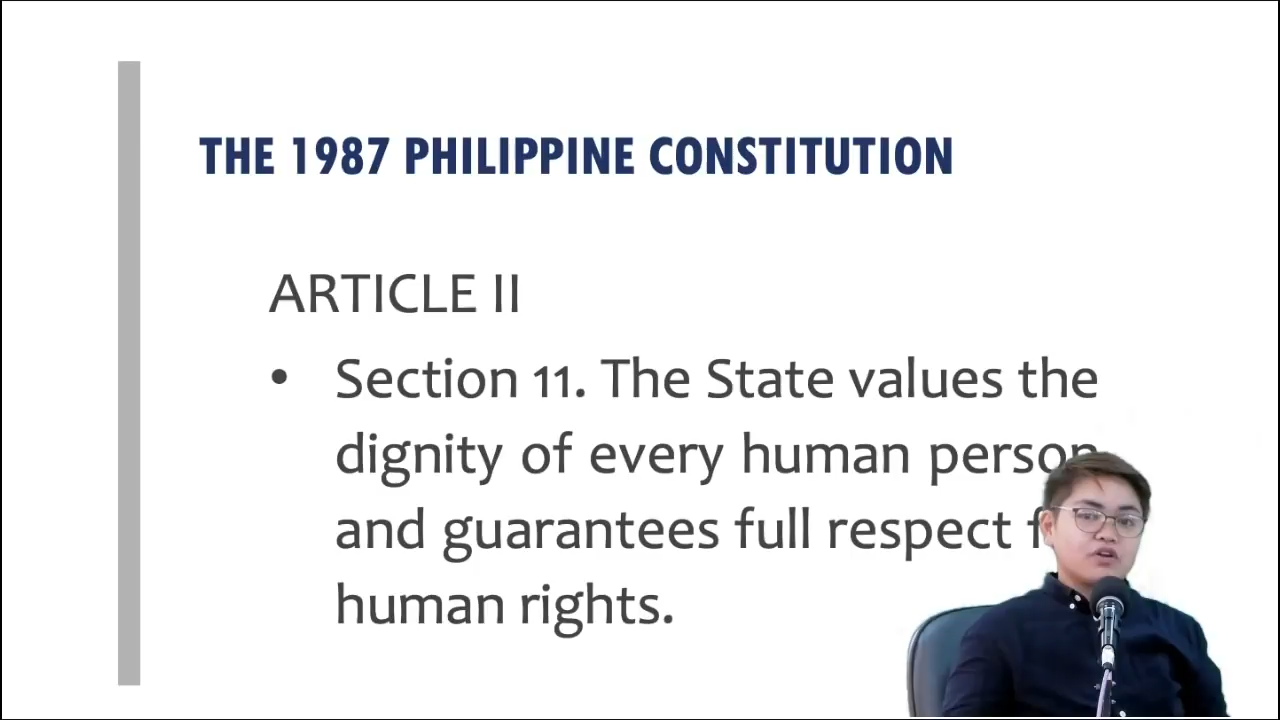 THE 1987 PHILIPPINE CONSTITUTION
ARTICLE II
• Section 11. The State values the
dignity of every human person
and guarantees full respect
human rights.